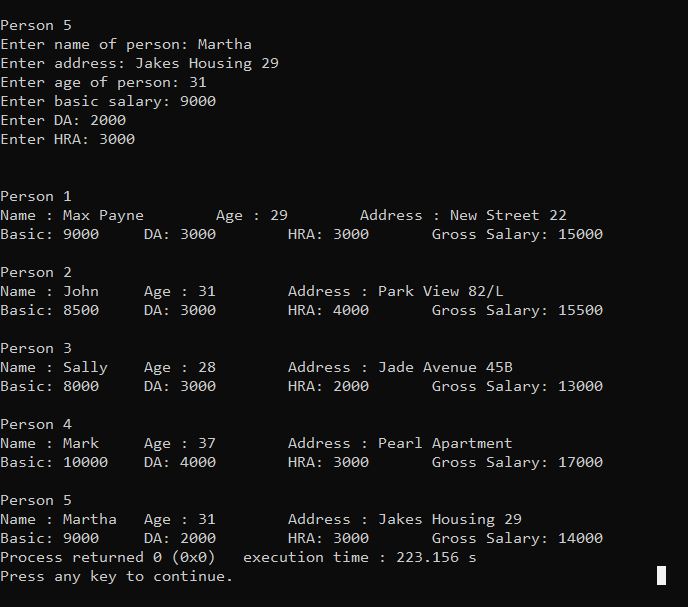 Person 5
Enter name of person: Martha
Enter address: Jakes Housing 29
Enter age of person: 31
Enter basic salary: 9000
Enter DA: 2000
Enter HRA: 3000
Person 1
Name : Max Payne        Age : 29        Address : New Street 22
Basic: 9000     DA: 3000        HRA: 3000       Gross Salary: 15000
Person 2
Name : John     Age : 31        Address : Park View 82/L
Basic: 8500     DA: 3000        HRA: 4000       Gross Salary: 15500
Person 3
Name : Sally    Age : 28        Address : Jade Avenue 45B
Basic: 8000     DA: 3000        HRA: 2000       Gross Salary: 13000
Person 4
Name : Mark     Age : 37        Address : Pearl Apartment
Basic: 10000    DA: 4000        HRA: 3000       Gross Salary: 17000
Person 5
Name : Martha   Age : 31        Address : Jakes Housing 29
Basic: 9000     DA: 2000        HRA: 3000       Gross Salary: 14000
Process returned 0 (0x0)   execution time : 223.156 s
Press any key to continue.